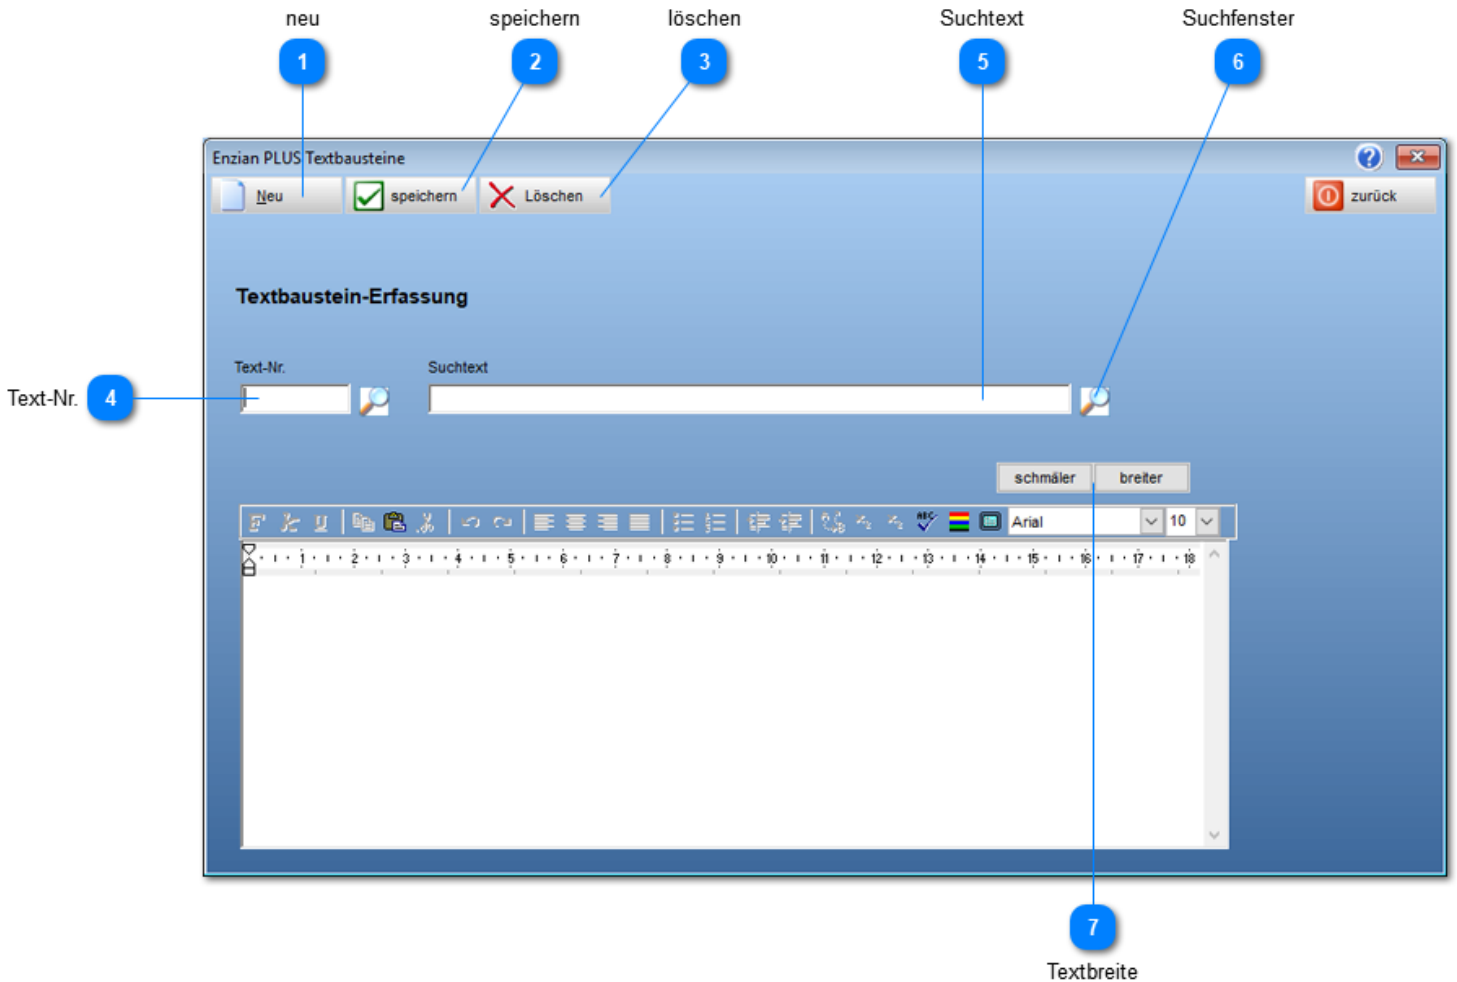 neu speichern löschen Suchtext Suchfenster
1 2 3 5 6
Enzian PLUS Textbausteine
Neu speichern Löschen zurück
Textbaustein-Erfassung
Text-Nr. Suchtext
Text-Nr. 4
schmäler breiter
F K U ABC Arial 10
1 2 3 4 5 6 7 8 9 10 11 12 13 14 15 16 17 18
7
Textbreite